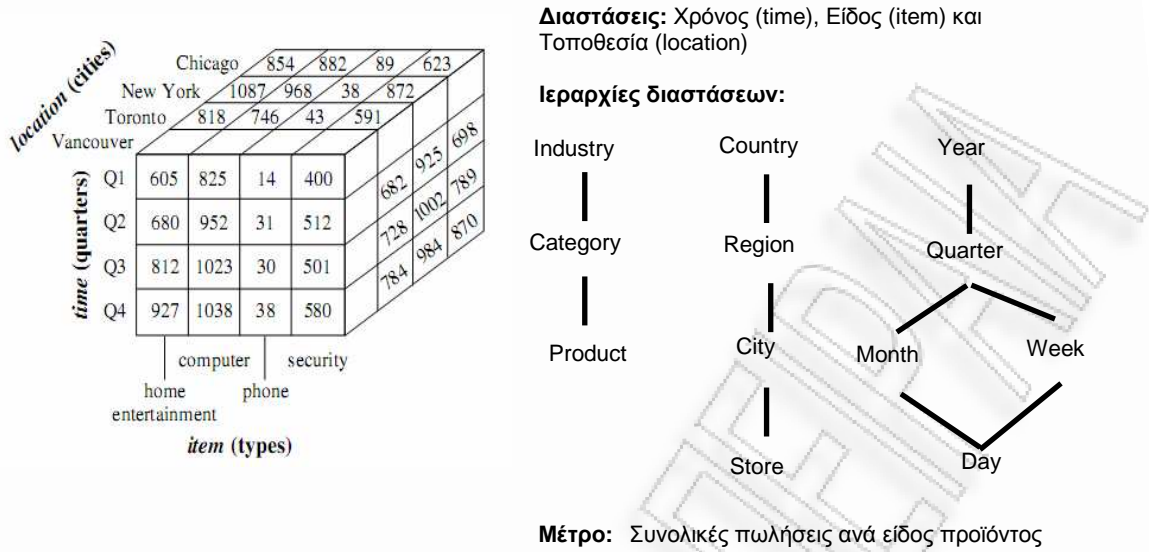 location (cities)
Chicago 854 882 89 623
New York 1087 968 38 872
Toronto 818 746 43 591
Vancouver
time (quarters)
Q1 605 825 14 400
Q2 680 952 31 512
Q3 812 1023 30 501
Q4 927 1038 38 580
682 925 698
728 1002 789
784 984 870
computer security
home phone
entertainment
item (types)
Διαστάσεις: Χρόνος (time), Είδος (item) και
Τοποθεσία (location)
Ιεραρχίες διαστάσεων:
Industry Country Year
Category Region Quarter
Product City Month Week
Store Day
Μέτρο: Συνολικές πωλήσεις ανά είδος προϊόντος